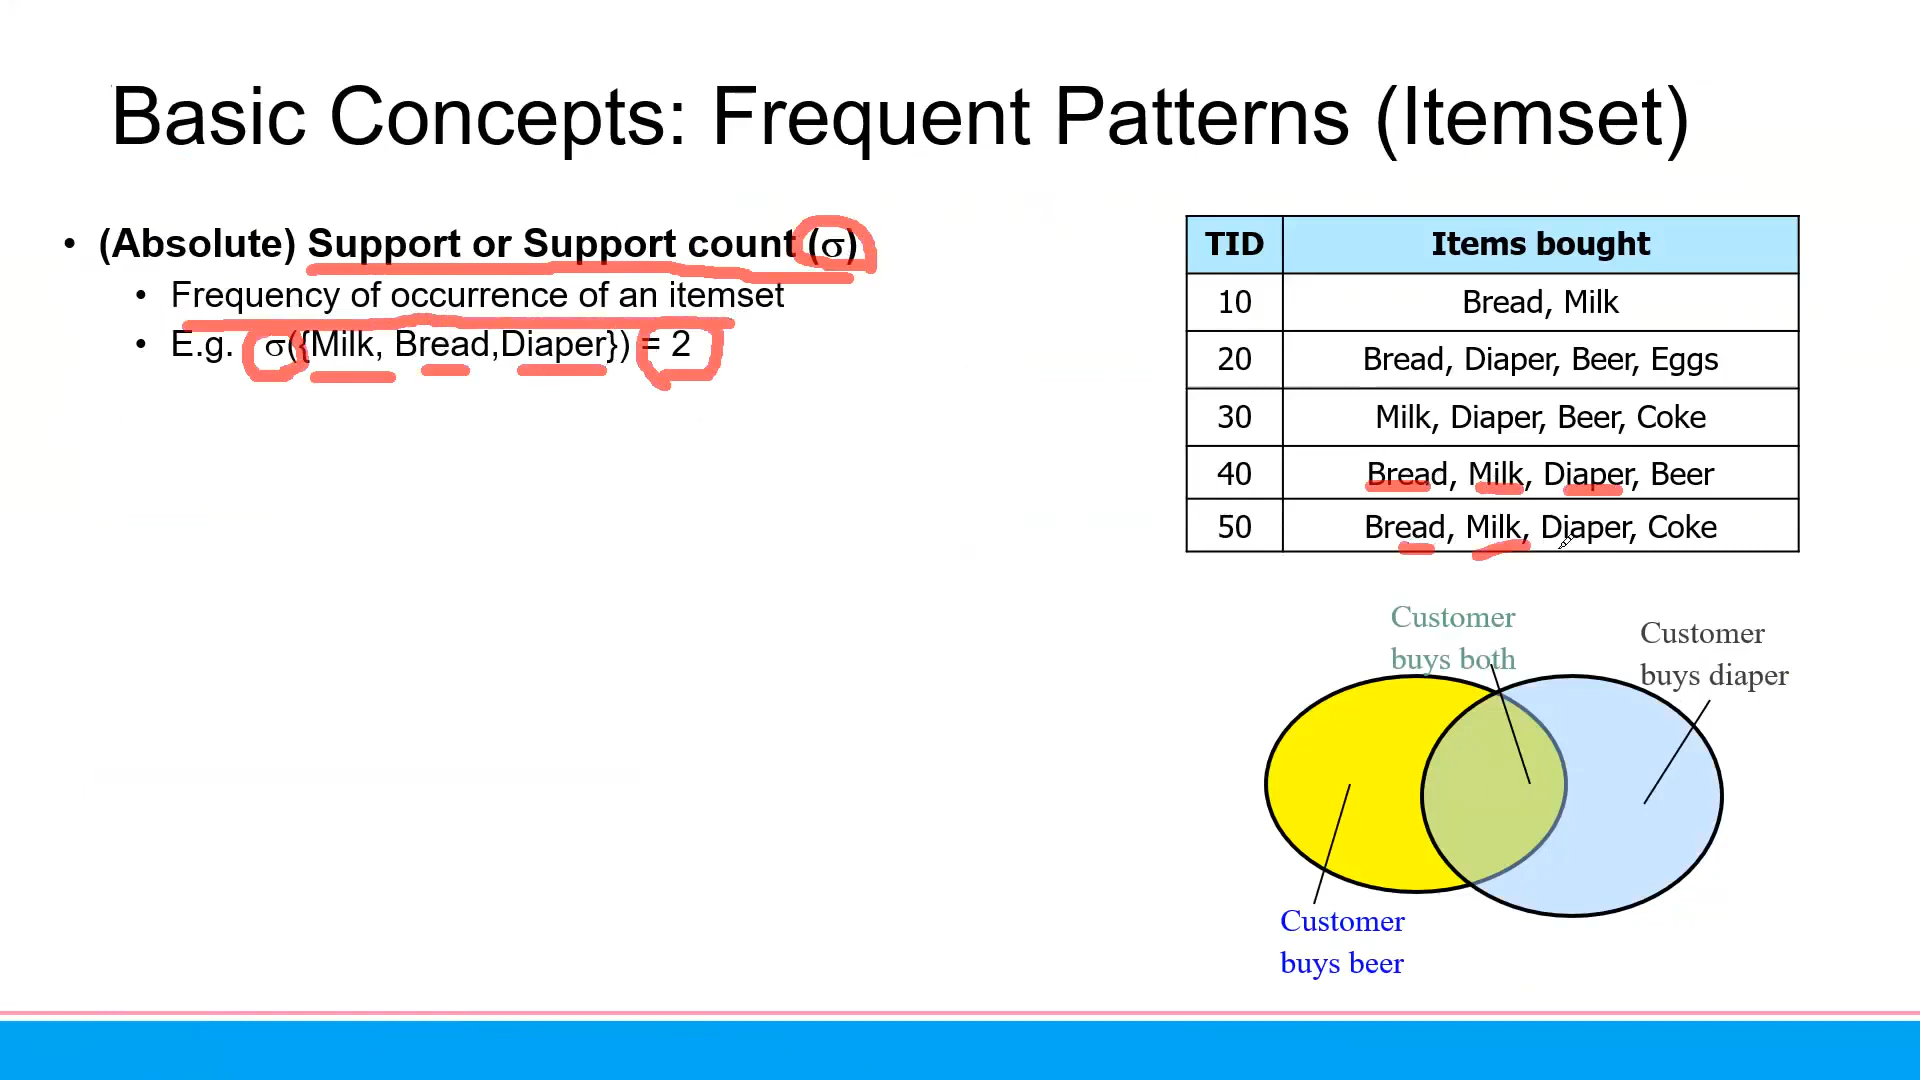 Basic Concepts: Frequent Patterns (Itemset)
• (Absolute) Support or Support count (σ)
• Frequency of occurrence of an itemset
• E.g. σ({Milk, Bread,Diaper}) = 2
TID Items bought
10 Bread, Milk
20 Bread, Diaper, Beer, Eggs
30 Milk, Diaper, Beer, Coke
40 Bread, Milk, Diaper, Beer
50 Bread, Milk, Diaper, Coke
Customer
buys both
Customer
buys diaper
Customer
buys beer